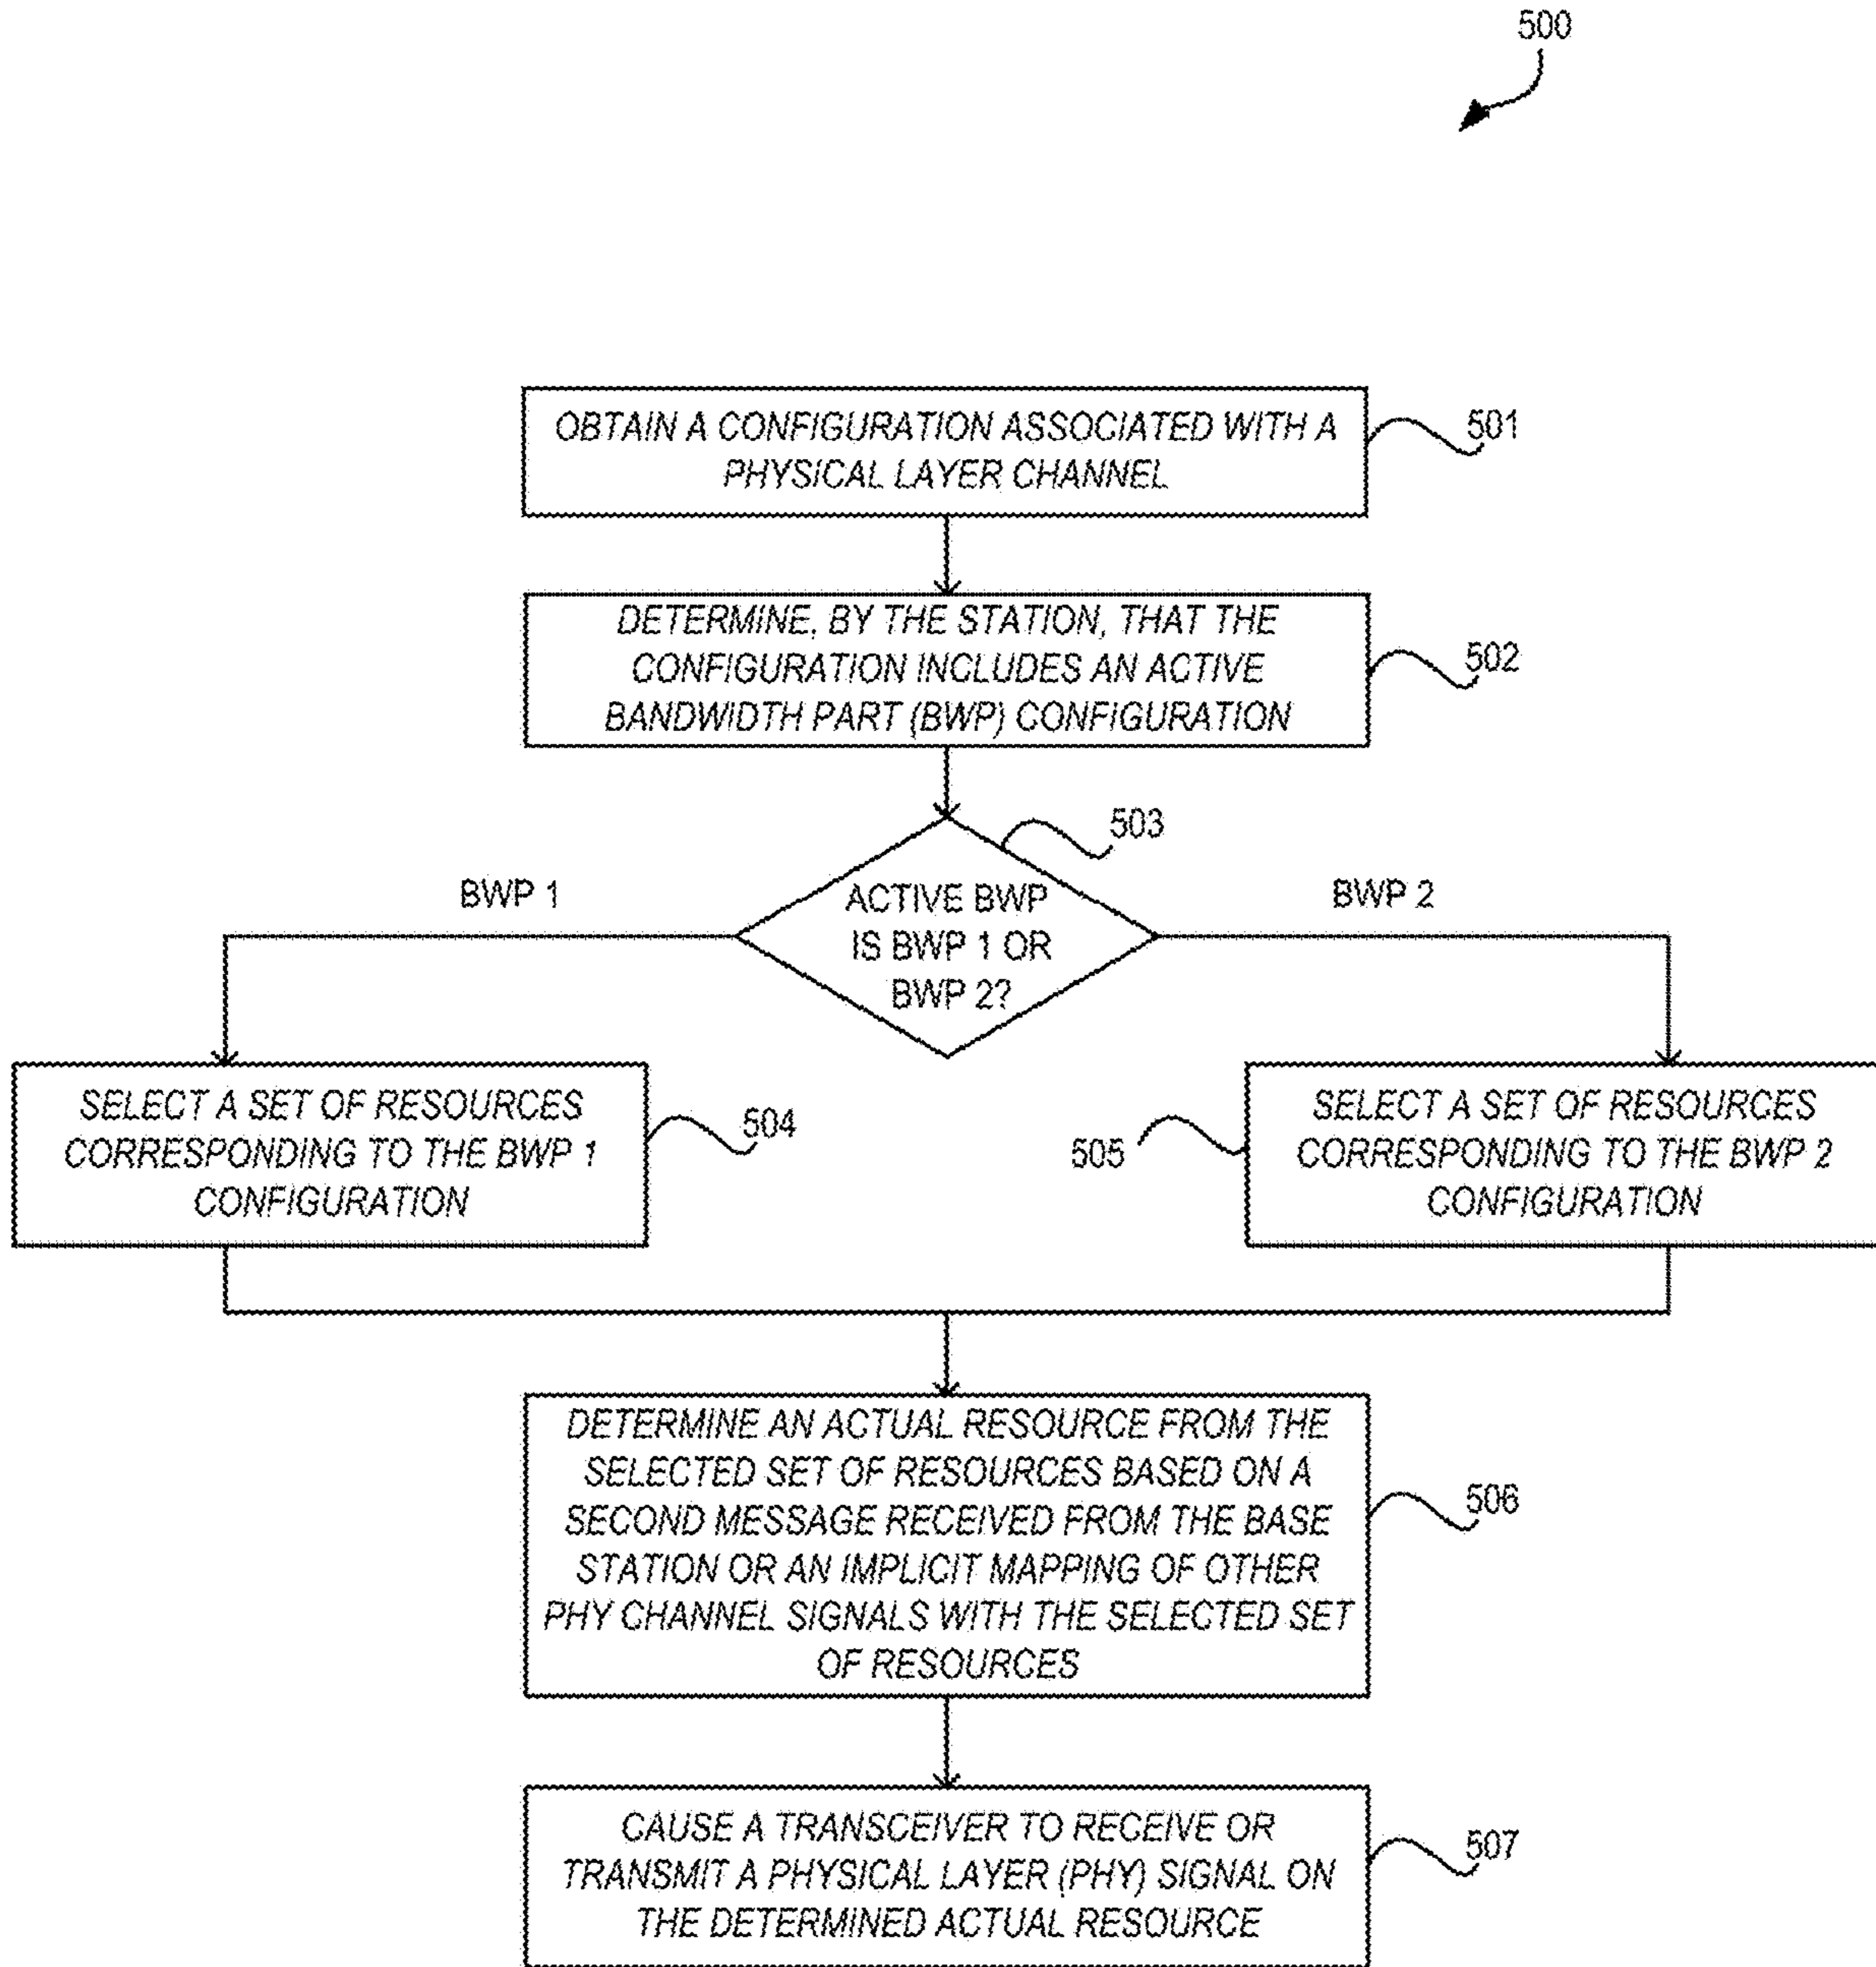 500
OBTAIN A CONFIGURATION ASSOCIATED WITH A
PHYSICAL LAYER CHANNEL
501
DETERMINE, BY THE STATION, THAT THE
CONFIGURATION INCLUDES AN ACTIVE
BANDWIDTH PART (BWP) CONFIGURATION
502
503
BWP 1
ACTIVE BWP
IS BWP 1 OR
BWP 2?
BWP 2
SELECT A SET OF RESOURCES
CORRESPONDING TO THE BWP 1
CONFIGURATION
504
505
SELECT A SET OF RESOURCES
CORRESPONDING TO THE BWP 2
CONFIGURATION
DETERMINE AN ACTUAL RESOURCE FROM THE
SELECTED SET OF RESOURCES BASED ON A
SECOND MESSAGE RECEIVED FROM THE BASE
STATION OR AN IMPLICIT MAPPING OF OTHER
PHY CHANNEL SIGNALS WITH THE SELECTED SET
OF RESOURCES
506
CAUSE A TRANSCEIVER TO RECEIVE OR
TRANSMIT A PHYSICAL LAYER (PHY) SIGNAL ON
THE DETERMINED ACTUAL RESOURCE
507